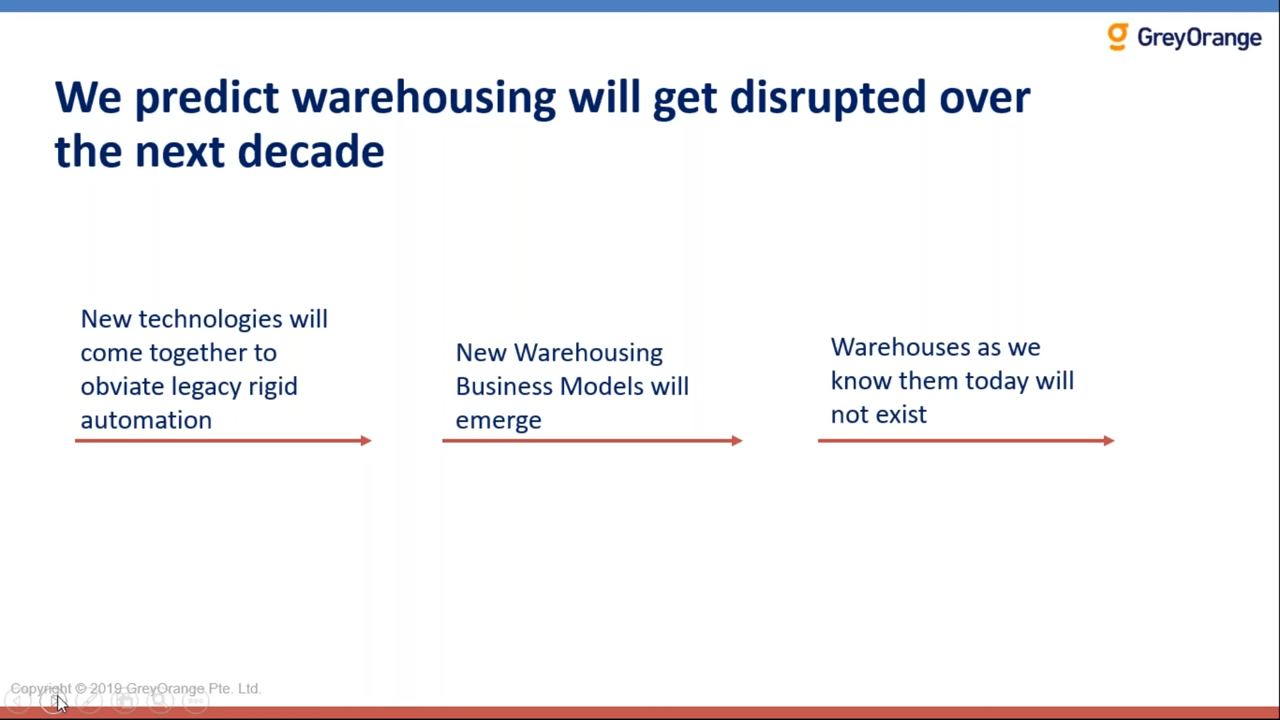 GreyOrange
We predict warehousing will get disrupted over
the next decade
New technologies will
come together to
obviate legacy rigid
automation
New Warehousing
Business Models will
emerge
Warehouses as we
know them today will
not exist
Copyright © 2019 GreyOrange Pte. Ltd.